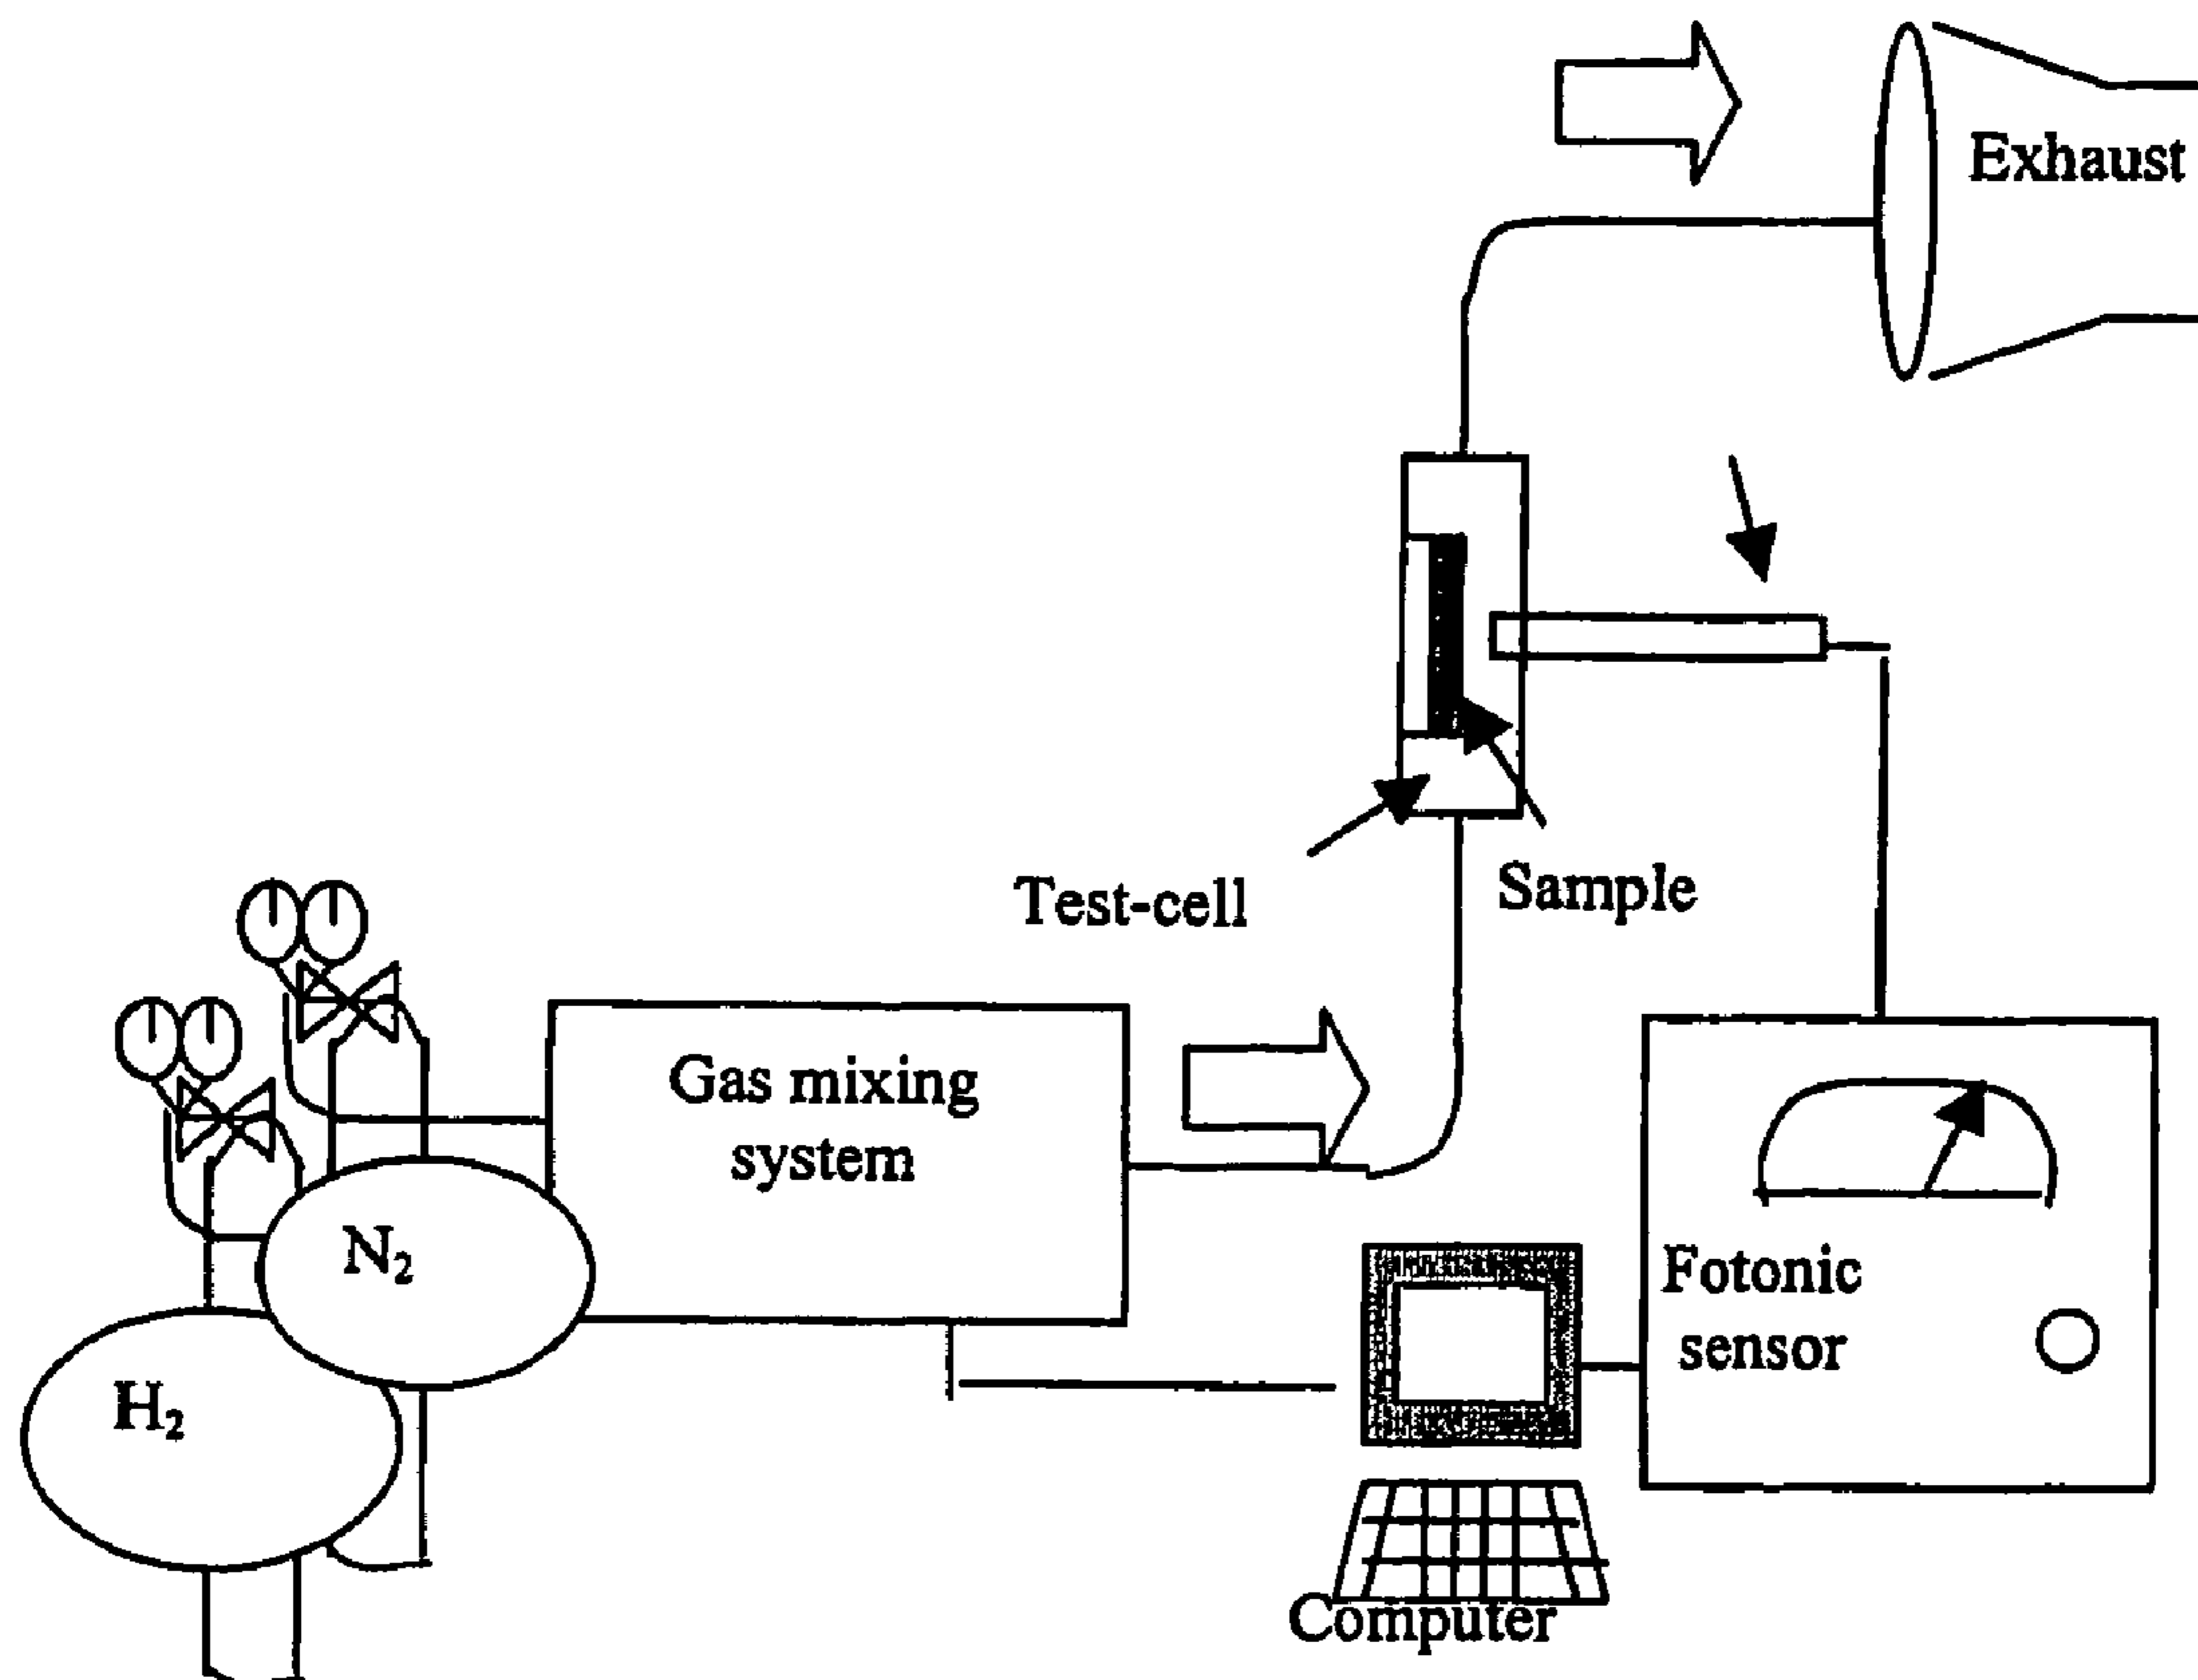 Exhaust
Test-cell
Sample
Gas mixing
system
N₂
H₂
Fotonic
sensor
Computer